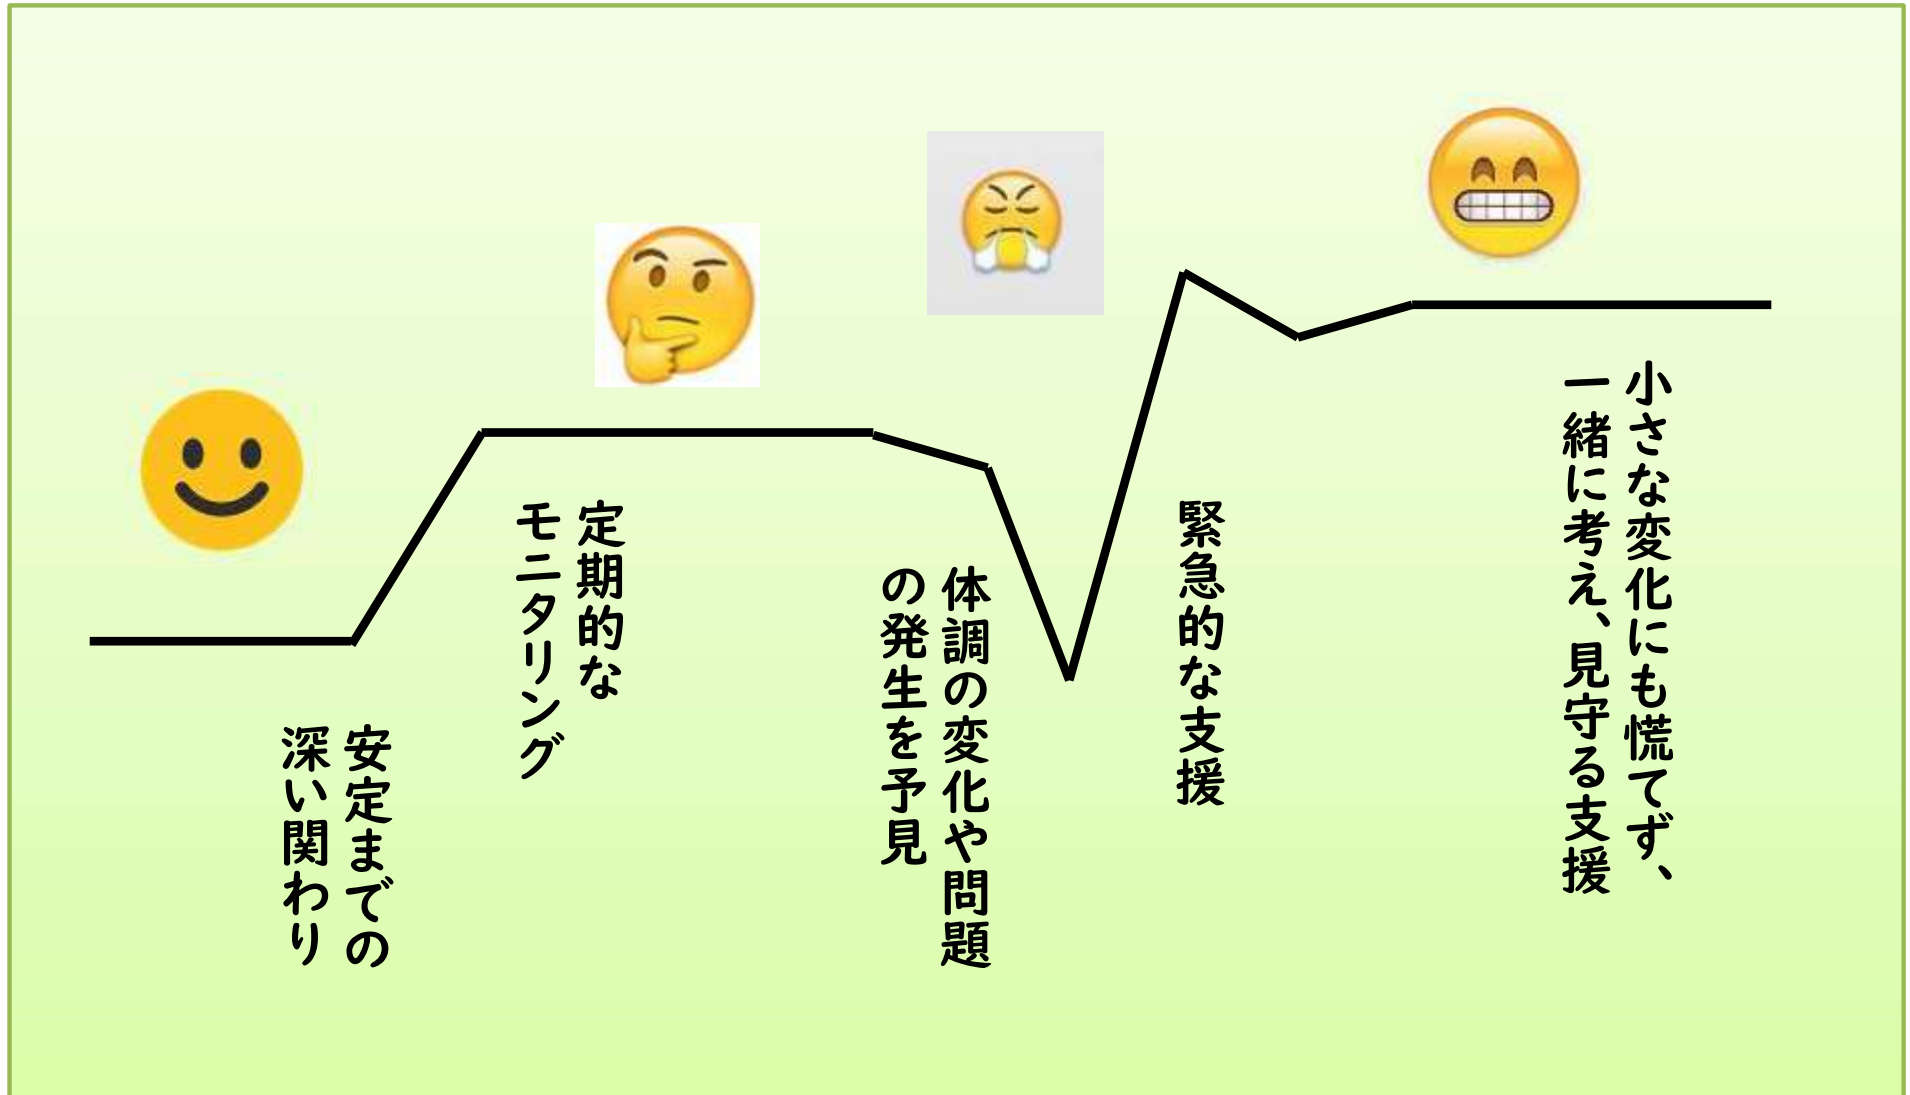 安定までの
深い関わり
定期的な
モニタリング
体調の変化や問題
の発生を予見
緊急的な支援
小さな変化にも慌てず、
一緒に考え、見守る支援